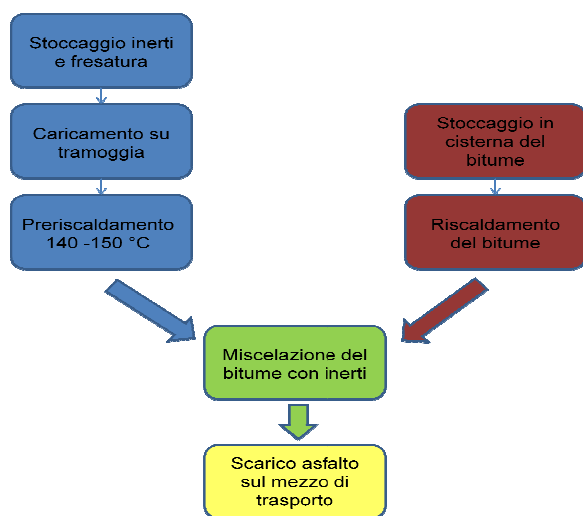 Stoccaggio inerti
e fresatura
Caricamento su
tramoggia
Preriscaldamento
140 -150 °C
Stoccaggio in
cisterna del
bitume
Riscaldamento
del bitume
Miscelazione del
bitume con inerti
Scarico asfalto
sul mezzo di
trasporto